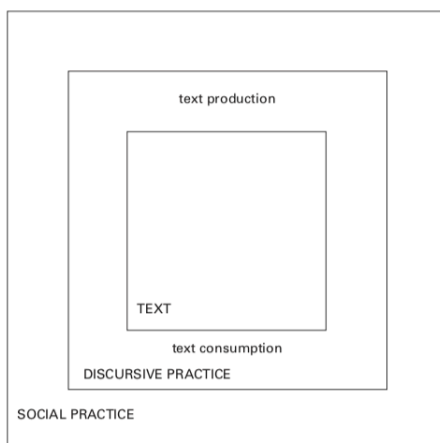 text production
TEXT
text consumption
DISCURSIVE PRACTICE
SOCIAL PRACTICE